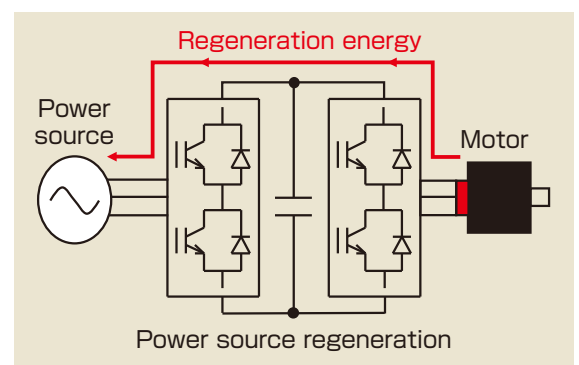 Regeneration energy
Power
source
Motor
Power source regeneration